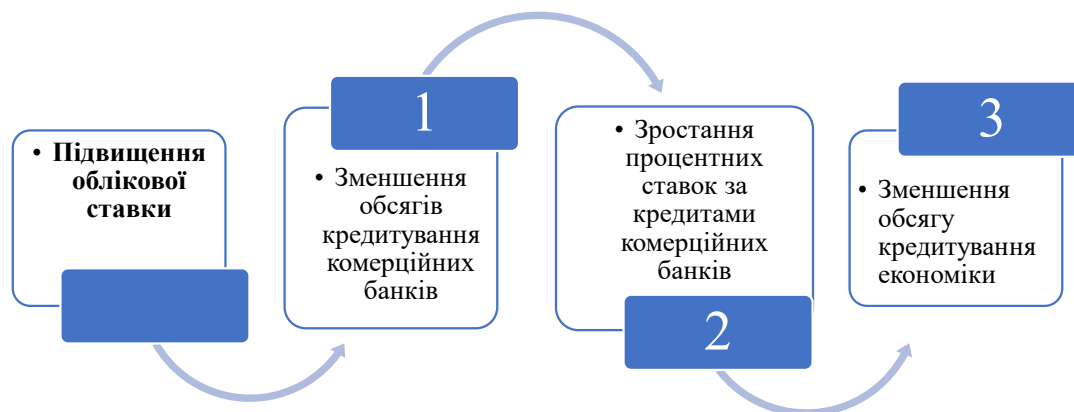 • Підвищення
облікової
ставки
1
• Зменшення
обсягів
кредитування
комерційних
банків
• Зростання
процентних
ставок за
кредитами
комерційних
банків
2
3
• Зменшення
обсягу
кредитування
економіки